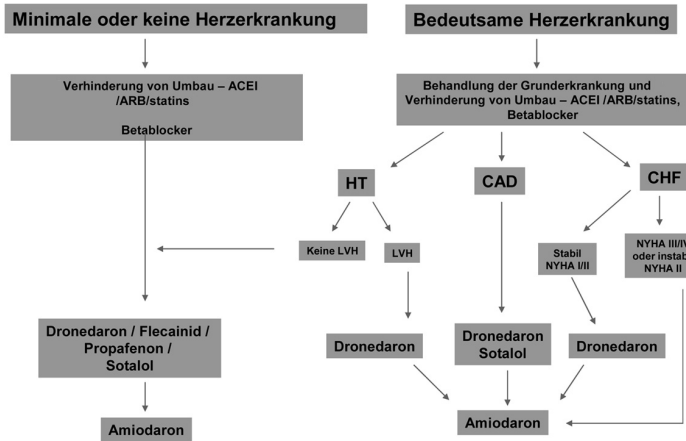 Minimale oder keine Herzerkrankung
Bedeutsame Herzerkrankung
Verhinderung von Umbau – ACEI
/ARB/statins
Betablocker
Behandlung der Grunderkrankung und
Verhinderung von Umbau – ACEI /ARB/statins,
Betablocker
HT
CAD
CHF
Keine LVH
LVH
Stabil
NYHA I/II
NYHA III/IV
oder instab
NYHA II
Dronedaron / Flecainid /
Propafenon /
Sotalol
Dronedaron
Dronedaron
Sotalol
Dronedaron
Amiodaron
Amiodaron